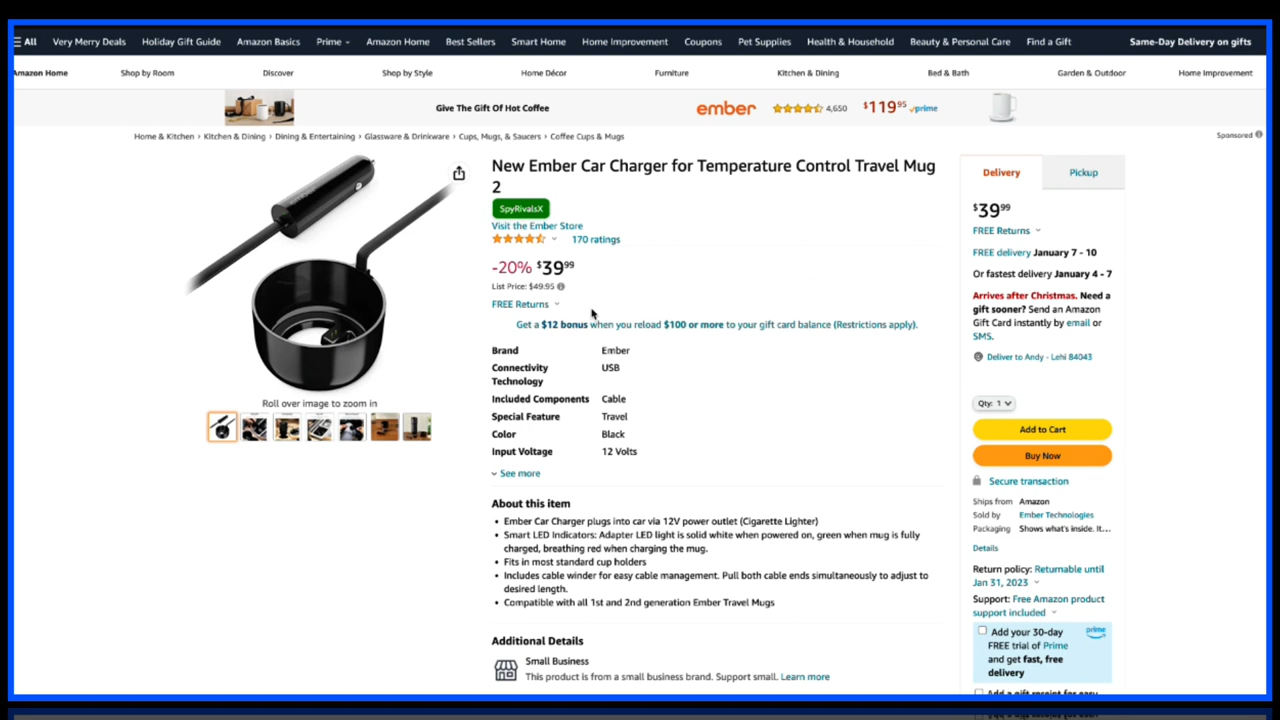 All Very Merry Deals Holiday Gift Guide Amazon Basics Prime Amazon Home Best Sellers Smart Home Home Improvement Coupons Pet Supplies Health & Household Beauty & Personal Care Find a Gift Same-Day Delivery on gifts
Amazon Home Shop by Room Discover Shop by Style Home Décor Furniture Kitchen & Dining Bed & Bath Garden & Outdoor Home Improvement
Give The Gift Of Hot Coffee ember 4,650 $119.95 prime
Home & Kitchen › Kitchen & Dining › Dining & Entertaining › Glassware & Drinkware › Cups, Mugs, & Saucers › Coffee Cups & Mugs
Sponsored
New Ember Car Charger for Temperature Control Travel Mug
2
SpyRivalsX
Visit the Ember Store
170 ratings
-20% $39.99
List Price: $49.95
FREE Returns
Get a $12 bonus when you reload $100 or more to your gift card balance (Restrictions apply).
Brand Ember
Connectivity USB
Technology
Included Components Cable
Special Feature Travel
Color Black
Input Voltage 12 Volts
See more
Roll over image to zoom in
About this item
• Ember Car Charger plugs into car via 12V power outlet (Cigarette Lighter)
• Smart LED Indicators: Adapter LED light is solid white when powered on, green when mug is fully
charged, breathing red when charging the mug.
• Fits in most standard cup holders
• Includes cable winder for easy cable management. Pull both cable ends simultaneously to adjust to
desired length.
• Compatible with all 1st and 2nd generation Ember Travel Mugs
Additional Details
Small Business
This product is from a small business brand. Support small. Learn more
Delivery Pickup
$39.99
FREE Returns
FREE delivery January 7 - 10
Or fastest delivery January 4 - 7
Arrives after Christmas. Need a
gift sooner? Send an Amazon
Gift Card instantly by email or
SMS.
Deliver to Andy - Lehi 84043
Qty: 1
Add to Cart
Buy Now
Secure transaction
Ships from Amazon
Sold by Ember Technologies
Packaging Shows what's inside. It...
Details
Return policy: Returnable until
Jan 31, 2023
Support: Free Amazon product
support included
Add your 30-day prime
FREE trial of Prime
and get fast, free
delivery
Add a gift receipt for easy